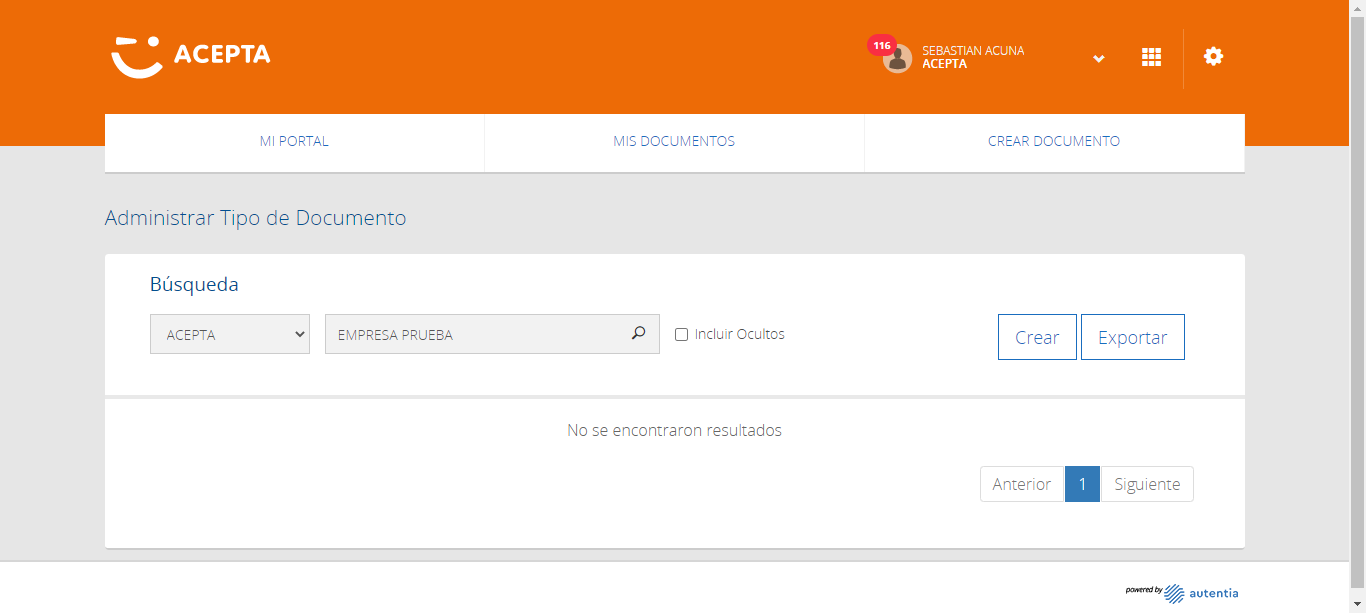 ACEPTA
116
SEBASTIAN ACUNA
ACEPTA
MI PORTAL
MIS DOCUMENTOS
CREAR DOCUMENTO
Administrar Tipo de Documento
Búsqueda
ACEPTA
EMPRESA PRUEBA
Incluir Ocultos
Crear
Exportar
No se encontraron resultados
Anterior
1
Siguiente
powered by autentia